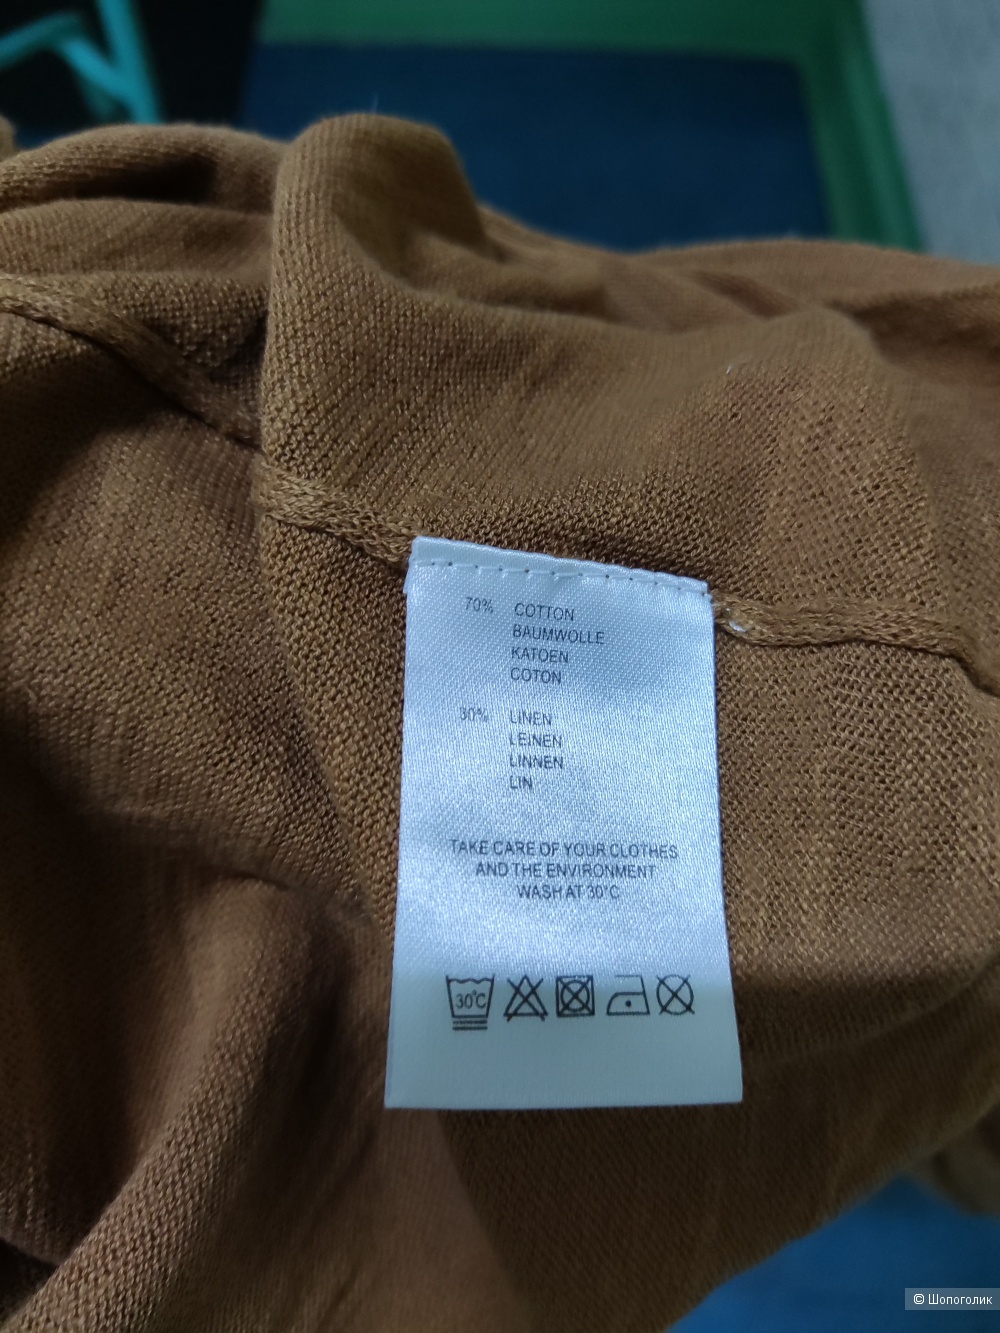 70% COTTON
BAUMWOLLE
KATOEN
COTON
30% LINEN
LEINEN
LINNEN
LIN
TAKE CARE OF YOUR CLOTHES
AND THE ENVIRONMENT
WASH AT 30°C
30°C
© Шопоголик